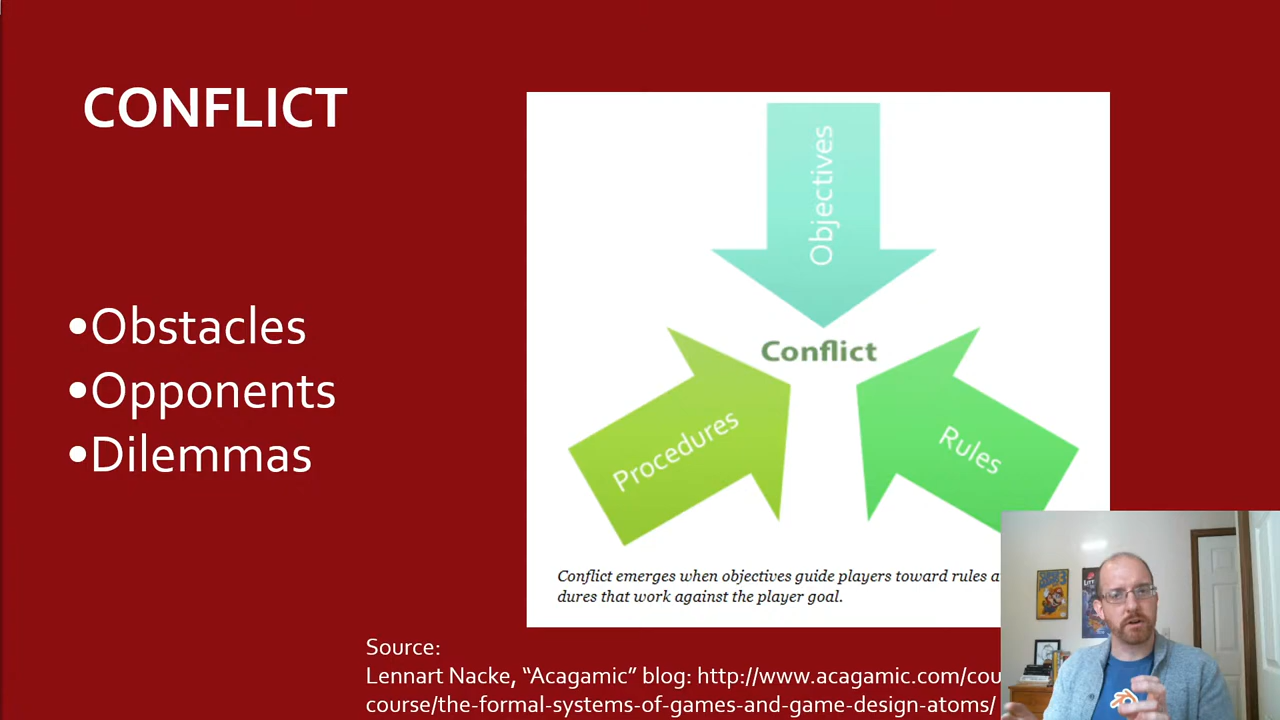 CONFLICT
•Obstacles
•Opponents
•Dilemmas
Objectives
Conflict
Procedures
Rules
Conflict emerges when objectives guide players toward rules a
dures that work against the player goal.
Source:
Lennart Nacke, “Acagamic” blog: http://www.acagamic.com/cou
course/the-formal-systems-of-games-and-game-design-atoms/